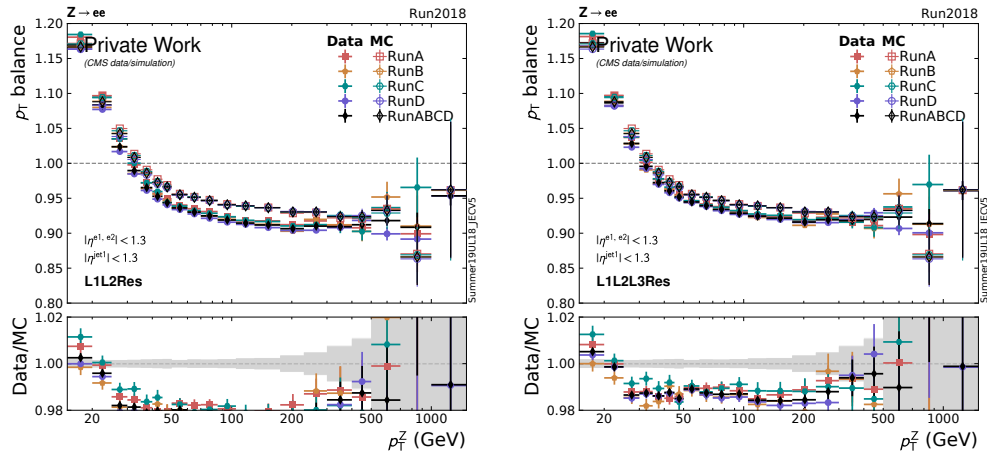 Z → ee Run2018
Private Work
(CMS data/simulation)
Data MC
RunA
RunB
RunC
RunD
RunABCD
|η^{e1, e2}| < 1.3
|η^{jet1}| < 1.3
L1L2Res
Summer19UL18_JECV5
p_T balance
1.20
1.15
1.10
1.05
1.00
0.95
0.90
0.85
0.80
Data/MC
1.02
1.00
0.98
20 50 100 200 500 1000
p_T^Z (GeV)
Z → ee Run2018
Private Work
(CMS data/simulation)
Data MC
RunA
RunB
RunC
RunD
RunABCD
|η^{e1, e2}| < 1.3
|η^{jet1}| < 1.3
L1L2L3Res
Summer19UL18_JECV5
p_T balance
1.20
1.15
1.10
1.05
1.00
0.95
0.90
0.85
0.80
Data/MC
1.02
1.00
0.98
20 50 100 200 500 1000
p_T^Z (GeV)